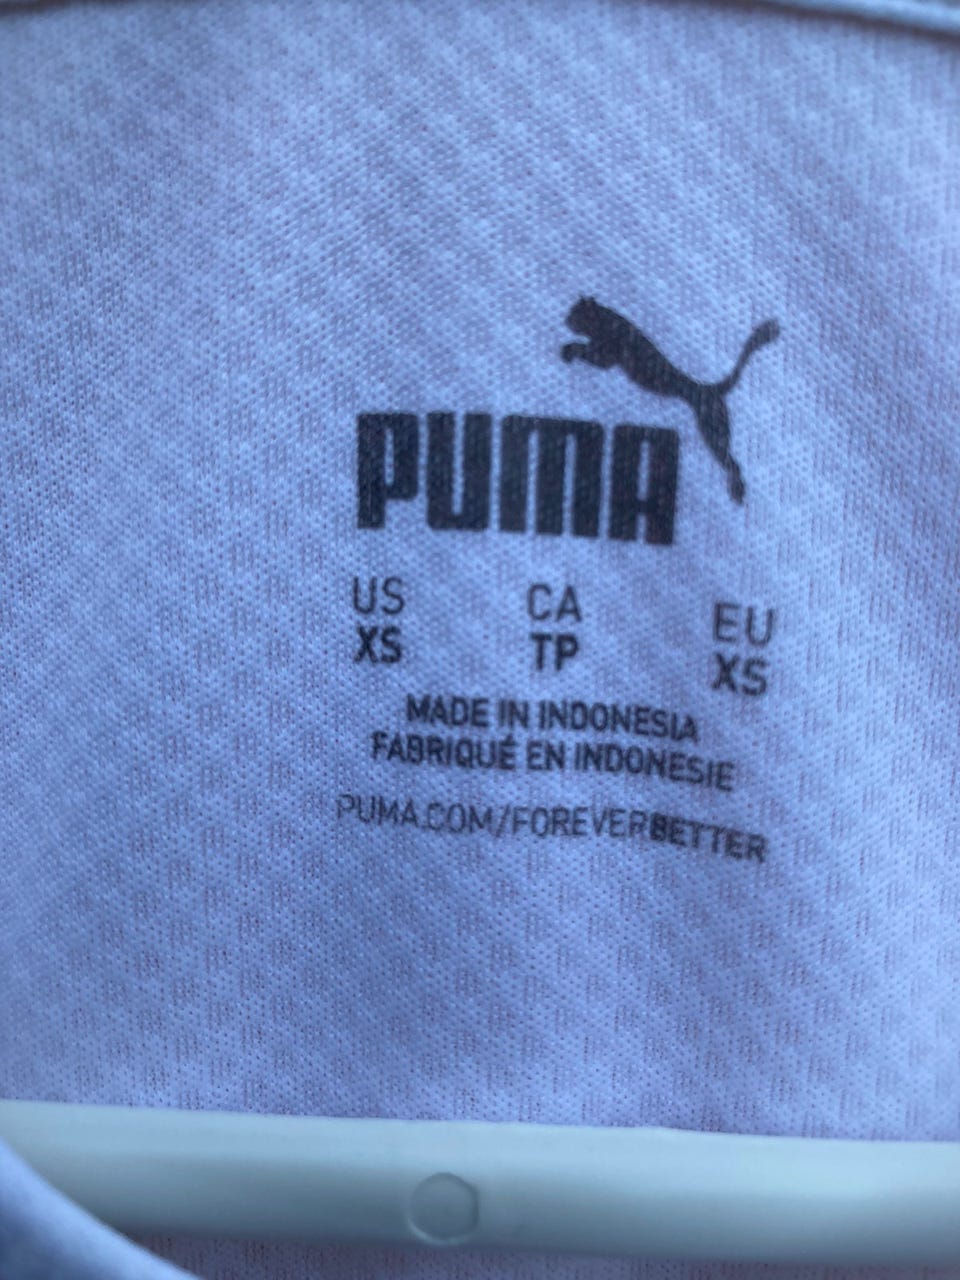 PUMA
US CA EU
XS TP XS
MADE IN INDONESIA
FABRIQUÉ EN INDONESIE
PUMA.COM/FOREVERBETTER